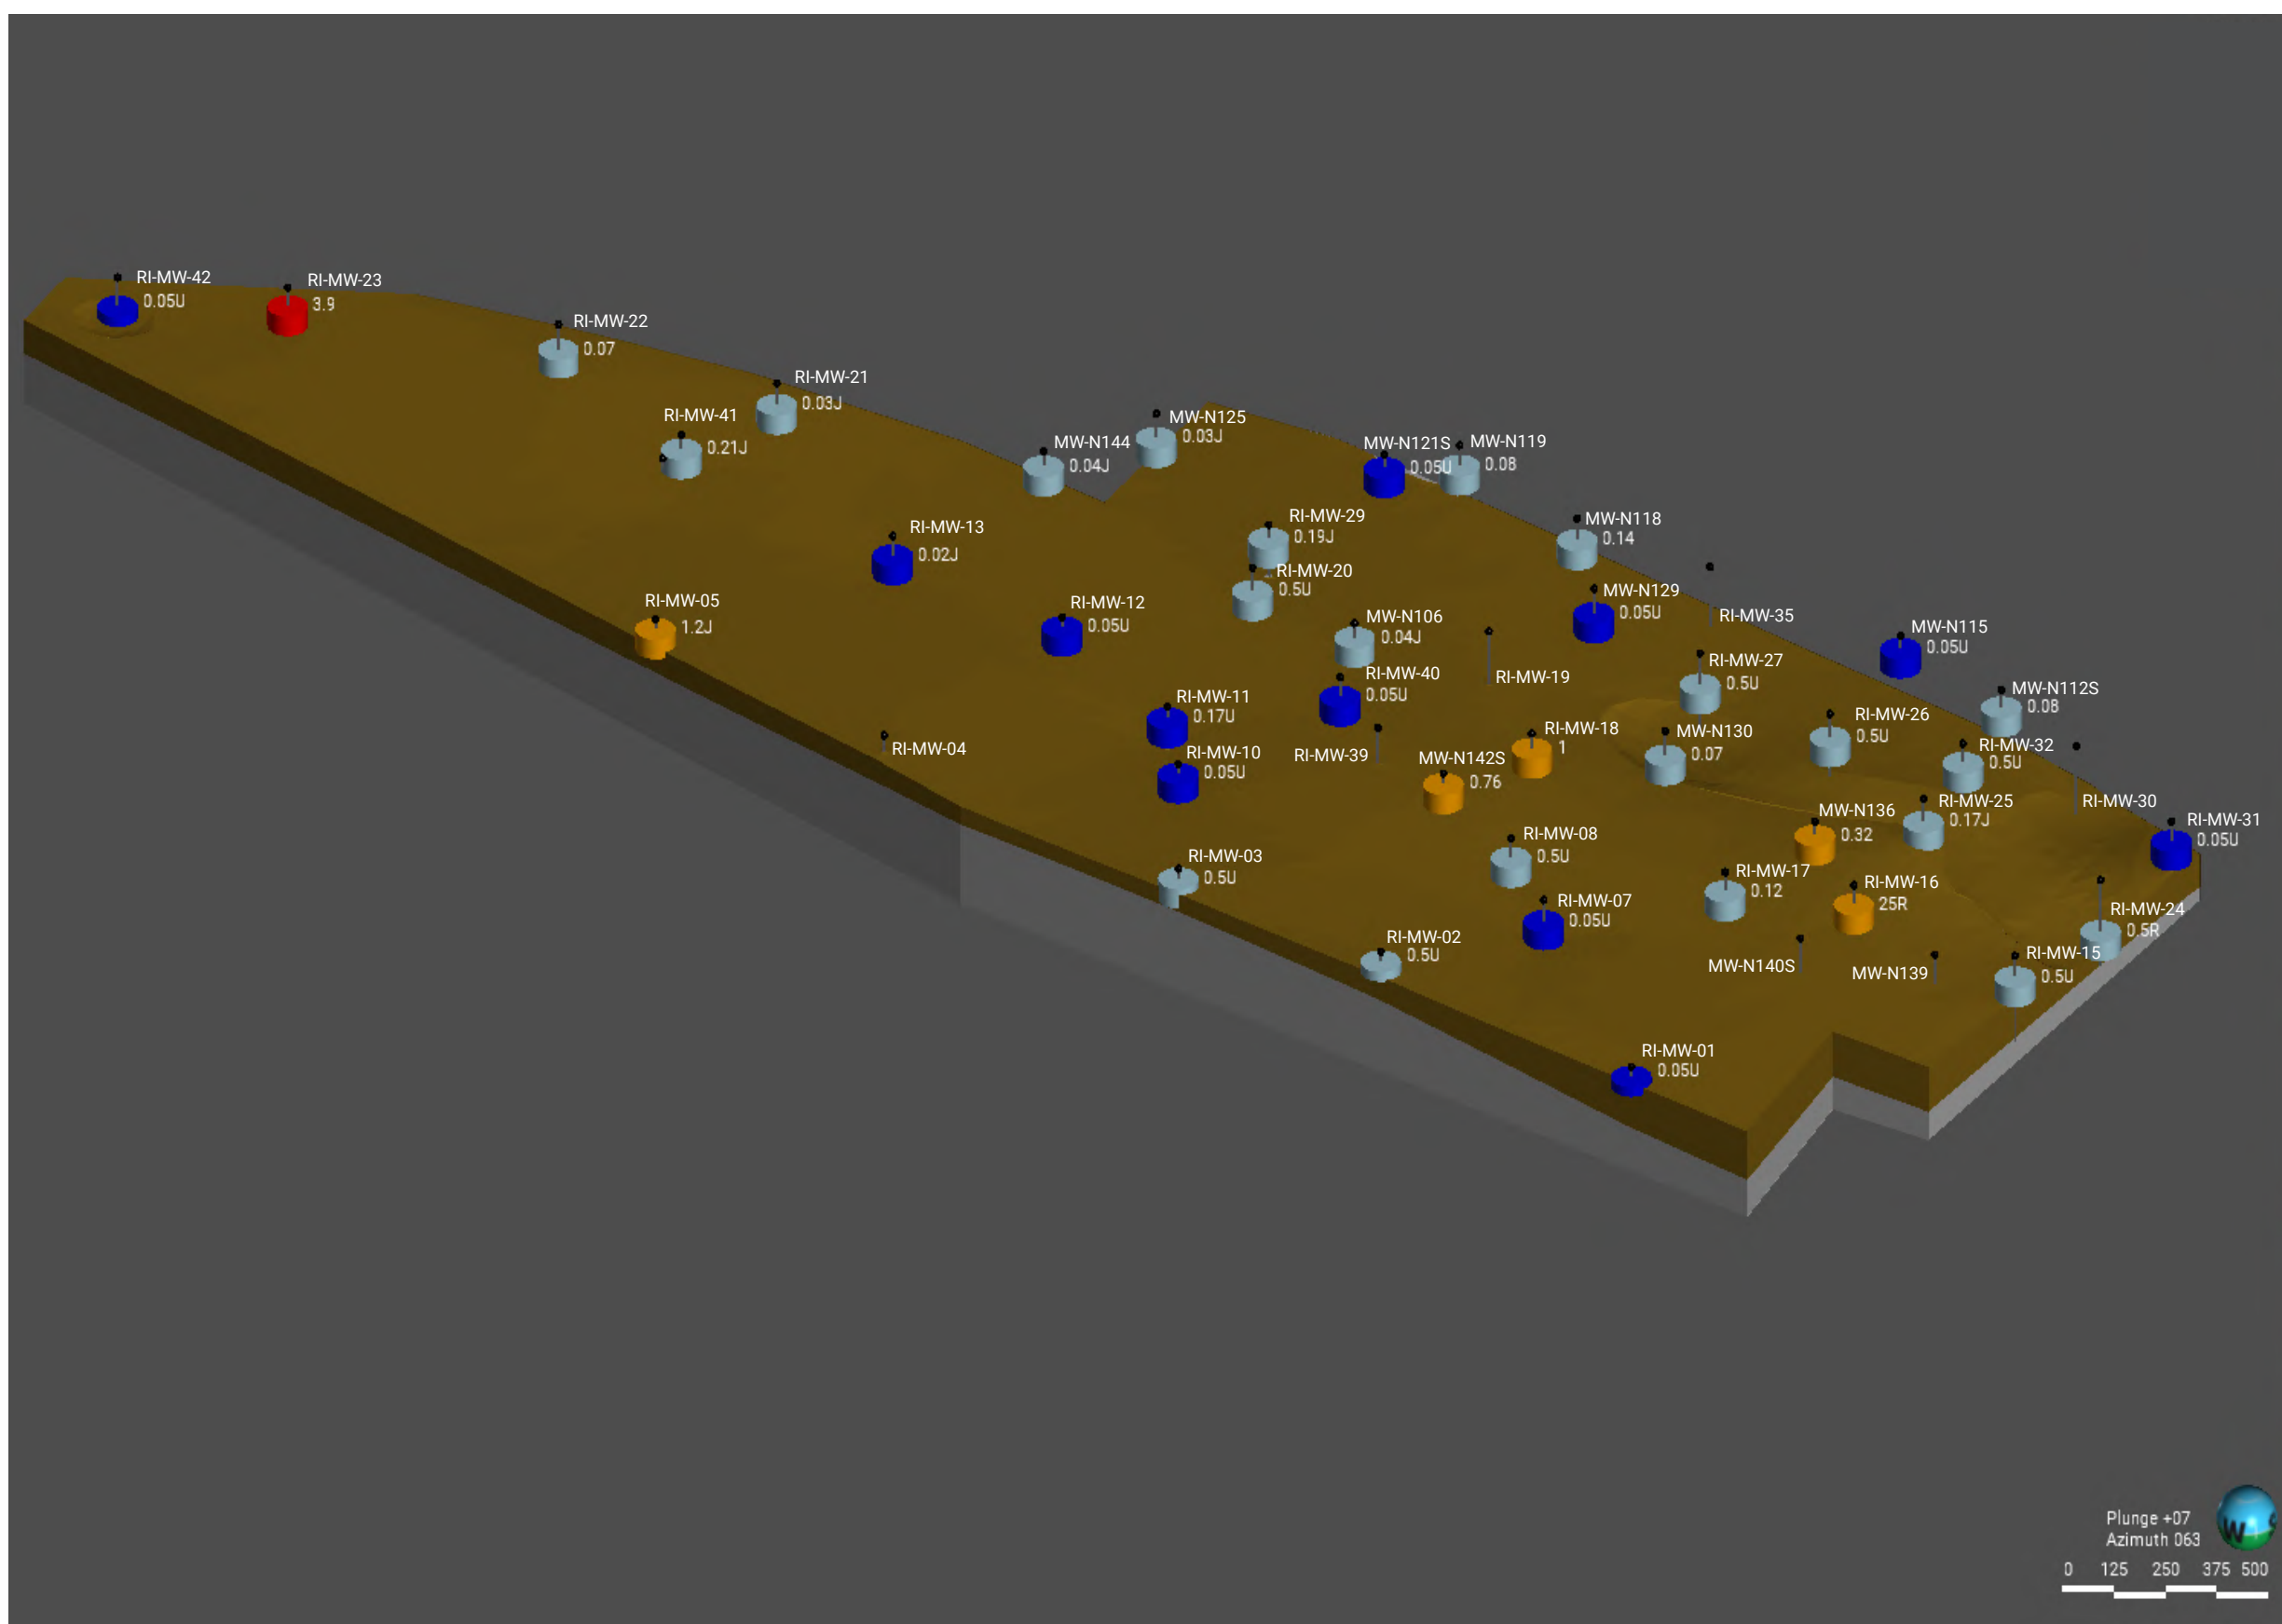 RI-MW-42
0.05U
RI-MW-23
3.9
RI-MW-22
0.07
RI-MW-21
0.03J
RI-MW-41
0.21J
MW-N125
0.03J
MW-N144
0.04J
MW-N121S
0.05U
MW-N119
0.08
RI-MW-29
0.19J
MW-N118
0.14
RI-MW-13
0.02J
RI-MW-20
0.5U
RI-MW-05
1.2J
RI-MW-12
0.05U
MW-N106
0.04J
MW-N129
0.05U
RI-MW-35
MW-N115
0.05U
RI-MW-40
0.05U
RI-MW-19
RI-MW-27
0.5U
MW-N112S
0.08
RI-MW-11
0.17U
RI-MW-04
RI-MW-10
0.05U
RI-MW-39
RI-MW-18
1
MW-N130
0.07
RI-MW-26
0.5U
RI-MW-32
0.5U
MW-N142S
0.76
RI-MW-25
0.17J
RI-MW-30
MW-N136
0.32
RI-MW-31
0.05U
RI-MW-08
0.5U
RI-MW-03
0.5U
RI-MW-17
0.12
RI-MW-16
25R
RI-MW-07
0.05U
RI-MW-24
0.5R
RI-MW-02
0.5U
MW-N140S
MW-N139
RI-MW-15
0.5U
RI-MW-01
0.05U
Plunge +07
Azimuth 063
W
0 125 250 375 500